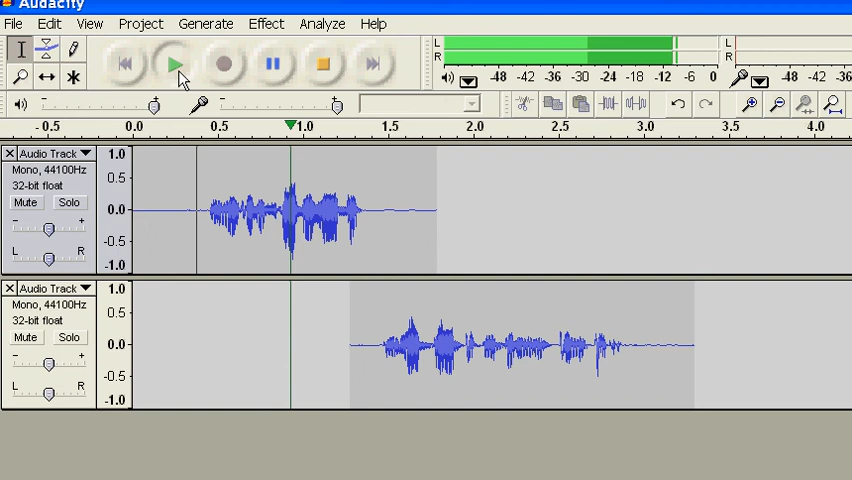 Audacity
File Edit View Project Generate Effect Analyze Help
L
R
-48 -42 -36 -30 -24 -18 -12 -6 0
L
R
-48 -42
-0.5 0.0 0.5 1.0 1.5 2.0 2.5 3.0 3.5 4.0
Audio Track
Mono, 44100Hz
32-bit float
Mute Solo
- +
L R
1.0
0.5
0.0
-0.5
-1.0
Audio Track
Mono, 44100Hz
32-bit float
Mute Solo
- +
L R
1.0
0.5
0.0
-0.5
-1.0